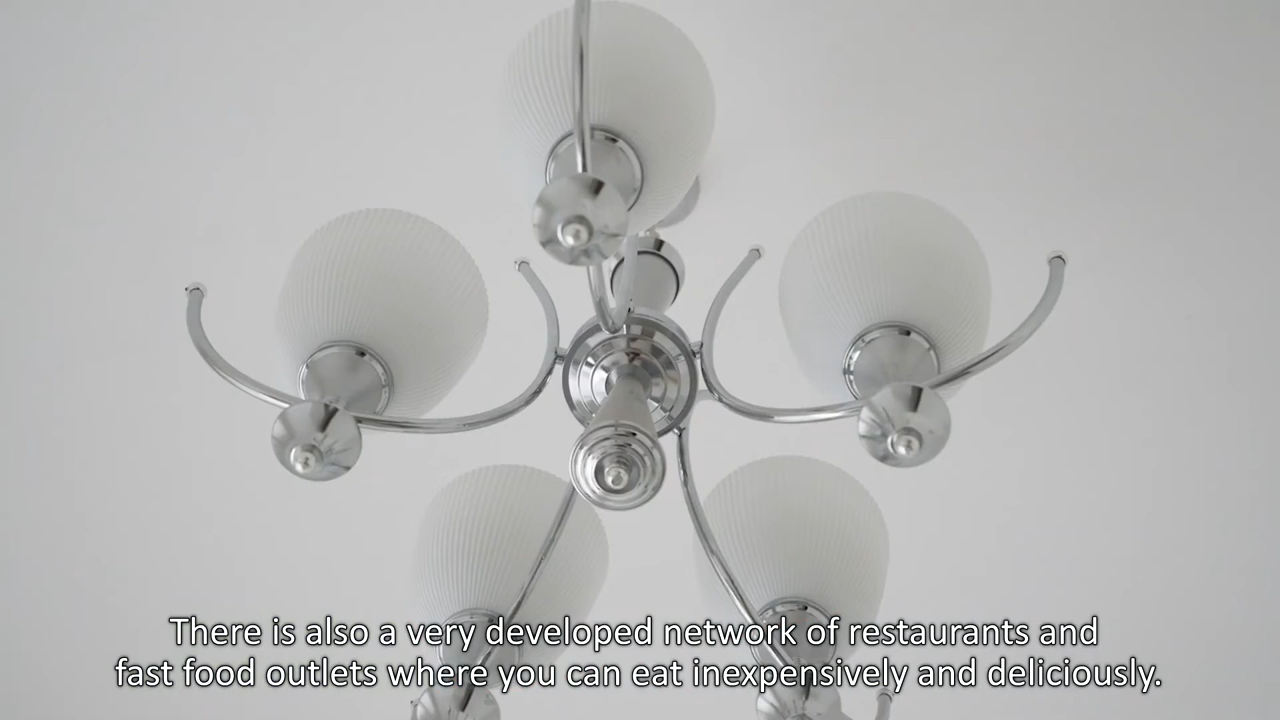 There is also a very developed network of restaurants and
fast food outlets where you can eat inexpensively and deliciously.